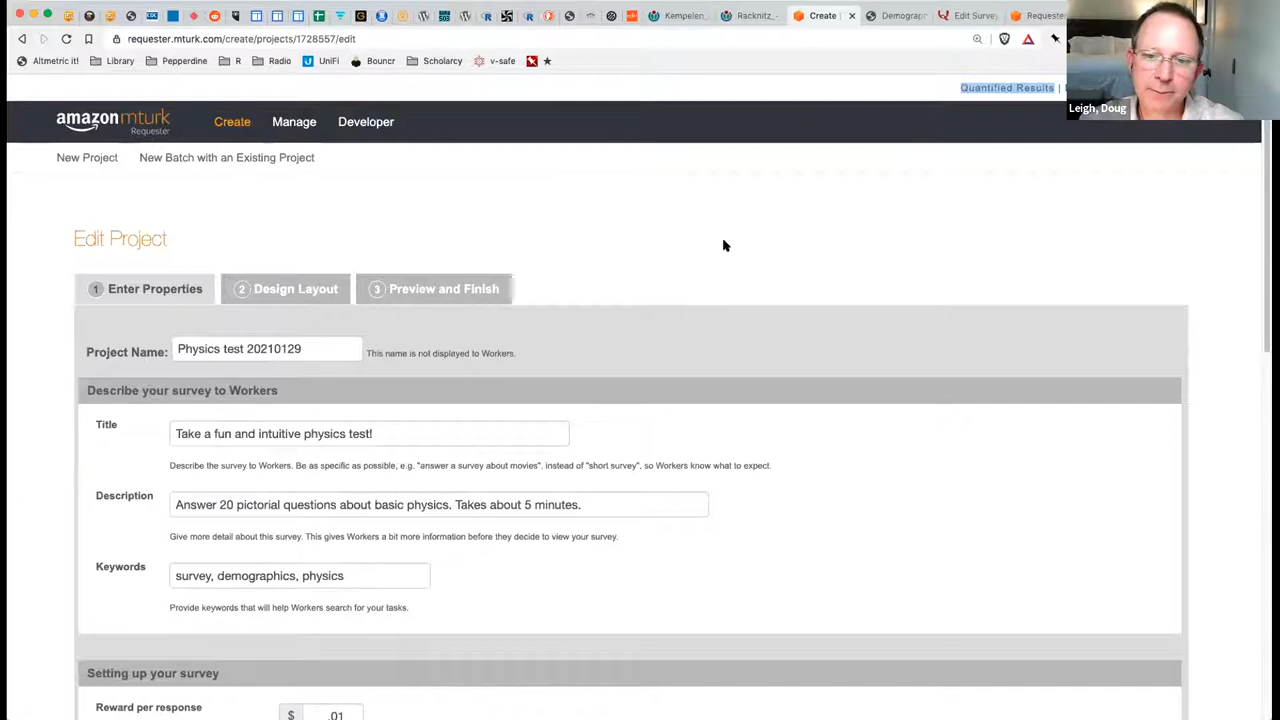 Kempelen_
Racknitz_
Create
Demograph
Edit Surve
Requeste
requester.mturk.com/create/projects/1728557/edit
Altmetric it! Library Pepperdine R Radio UniFi Bouncr Scholarcy v-safe
Quantified Results |
Leigh, Doug
amazon mturk
Requester
Create Manage Developer
New Project New Batch with an Existing Project
Edit Project
1 Enter Properties 2 Design Layout 3 Preview and Finish
Project Name: Physics test 20210129 This name is not displayed to Workers.
Describe your survey to Workers
Title Take a fun and intuitive physics test!
Describe the survey to Workers. Be as specific as possible, e.g. "answer a survey about movies", instead of "short survey", so Workers know what to expect.
Description Answer 20 pictorial questions about basic physics. Takes about 5 minutes.
Give more detail about this survey. This gives Workers a bit more information before they decide to view your survey.
Keywords survey, demographics, physics
Provide keywords that will help Workers search for your tasks.
Setting up your survey
Reward per response $ .01